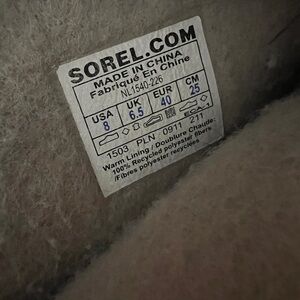 SOREL.COM
MADE IN CHINA
Fabriqué En Chine
NL1540-226
USA UK EUR CM
8 6.5 40 25
1503 PLN 0911 211
Warm Lining / Doublure Chaude:
100% Recycled polyester fibers
/Fibres polyester recyclées